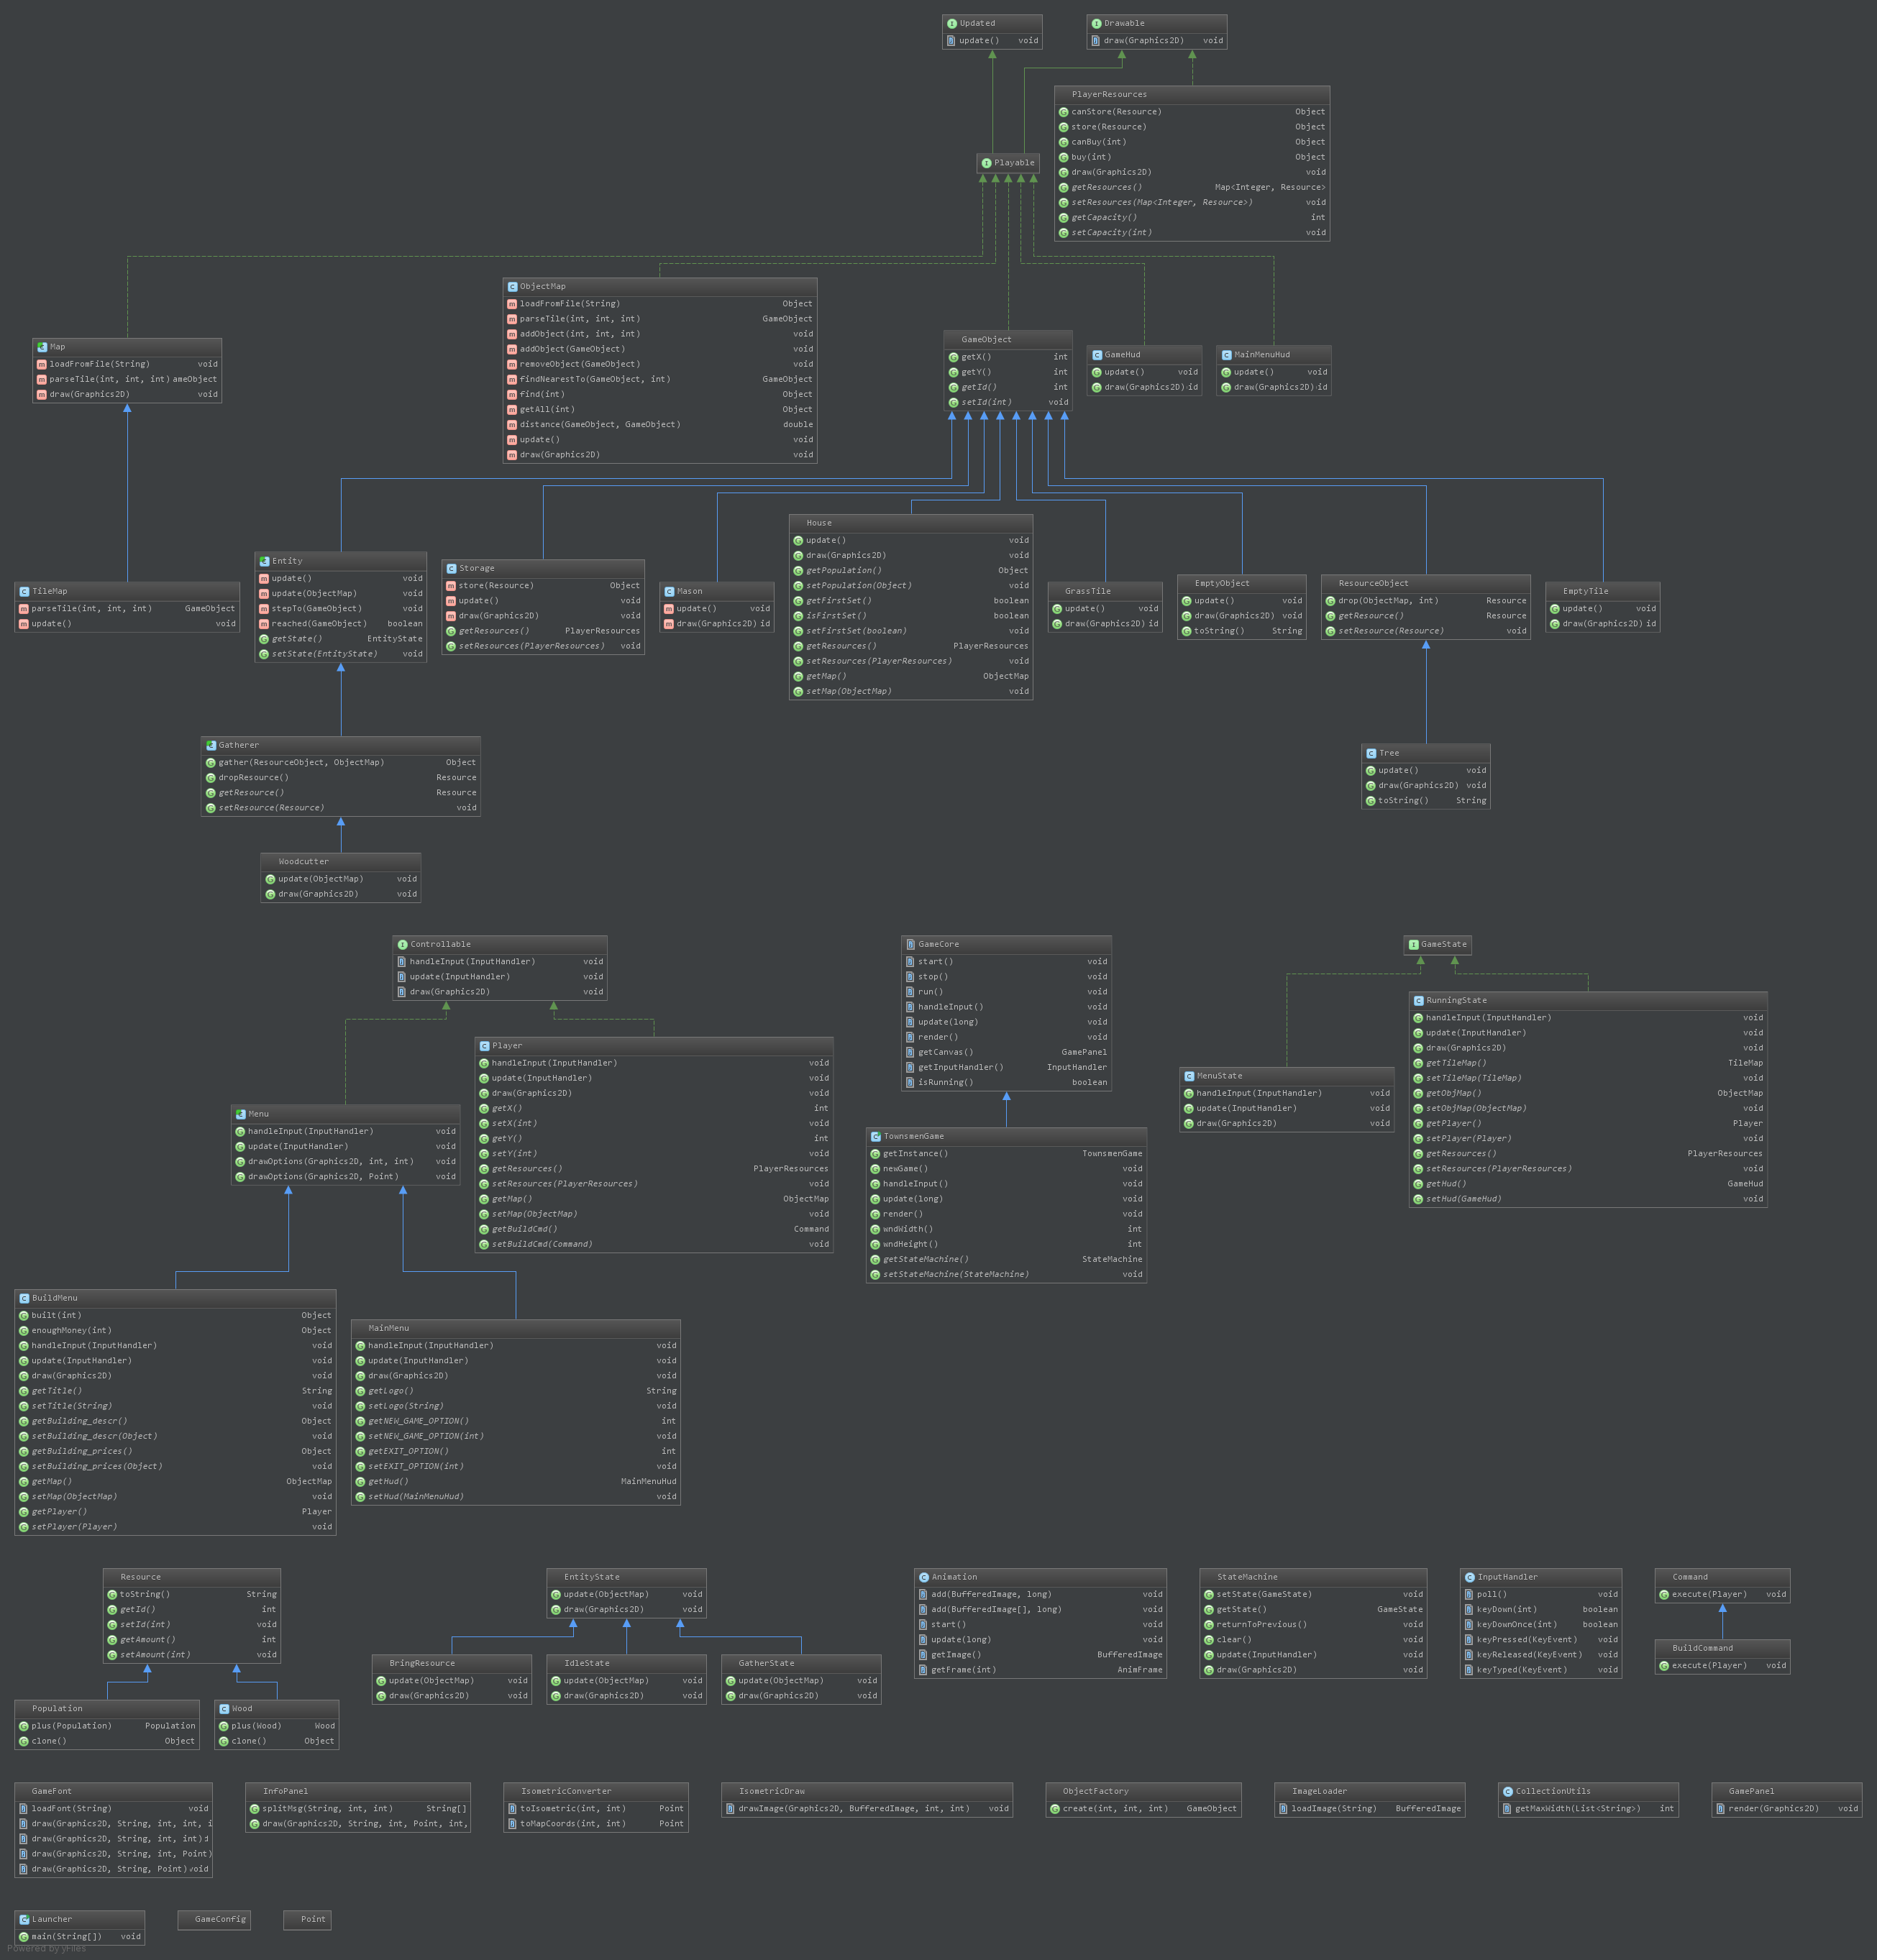 Updated
update() void
Drawable
draw(Graphics2D) void
PlayerResources
canStore(Resource) Object
store(Resource) Object
canBuy(int) Object
buy(int) Object
draw(Graphics2D) void
getResources() Map<Integer, Resource>
setResources(Map<Integer, Resource>) void
getCapacity() int
setCapacity(int) void
Playable
ObjectMap
loadFromFile(String) Object
parseTile(int, int, int) GameObject
addObject(int, int, int) void
addObject(GameObject) void
removeObject(GameObject) void
findNearestTo(GameObject, int) GameObject
find(int) Object
getAll(int) Object
distance(GameObject, GameObject) double
update() void
draw(Graphics2D) void
Map
loadFromFile(String) void
parseTile(int, int, int) ameObject
draw(Graphics2D) void
GameObject
getX() int
getY() int
getId() int
setId(int) void
GameHud
update() void
draw(Graphics2D) id
MainMenuHud
update() void
draw(Graphics2D) id
TileMap
parseTile(int, int, int) GameObject
update() void
Entity
update() void
update(ObjectMap) void
stepTo(GameObject) void
reached(GameObject) boolean
getState() EntityState
setState(EntityState) void
Storage
store(Resource) Object
update() void
draw(Graphics2D) void
getResources() PlayerResources
setResources(PlayerResources) void
Mason
update() void
draw(Graphics2D) id
House
update() void
draw(Graphics2D) void
getPopulation() Object
setPopulation(Object) void
getFirstSet() boolean
isFirstSet() boolean
setFirstSet(boolean) void
getResources() PlayerResources
setResources(PlayerResources) void
getMap() ObjectMap
setMap(ObjectMap) void
GrassTile
update() void
draw(Graphics2D) id
EmptyObject
update() void
draw(Graphics2D) void
toString() String
ResourceObject
drop(ObjectMap, int) Resource
getResource() Resource
setResource(Resource) void
EmptyTile
update() void
draw(Graphics2D) id
Gatherer
gather(ResourceObject, ObjectMap) Object
dropResource() Resource
getResource() Resource
setResource(Resource) void
Tree
update() void
draw(Graphics2D) void
toString() String
Woodcutter
update(ObjectMap) void
draw(Graphics2D) void
Controllable
handleInput(InputHandler) void
update(InputHandler) void
draw(Graphics2D) void
GameCore
start() void
stop() void
run() void
handleInput() void
update(long) void
render() void
getCanvas() GamePanel
getInputHandler() InputHandler
isRunning() boolean
GameState
RunningState
handleInput(InputHandler) void
update(InputHandler) void
draw(Graphics2D) void
getTileMap() TileMap
setTileMap(TileMap) void
getObjMap() ObjectMap
setObjMap(ObjectMap) void
getPlayer() Player
setPlayer(Player) void
getResources() PlayerResources
setResources(PlayerResources) void
getHud() GameHud
setHud(GameHud) void
Player
handleInput(InputHandler) void
update(InputHandler) void
draw(Graphics2D) void
getX() int
setX(int) void
getY() int
setY(int) void
getResources() PlayerResources
setResources(PlayerResources) void
getMap() ObjectMap
setMap(ObjectMap) void
getBuildCmd() Command
setBuildCmd(Command) void
MenuState
handleInput(InputHandler) void
update(InputHandler) void
draw(Graphics2D) void
Menu
handleInput(InputHandler) void
update(InputHandler) void
drawOptions(Graphics2D, int, int) void
drawOptions(Graphics2D, Point) void
TownsmenGame
getInstance() TownsmenGame
newGame() void
handleInput() void
update(long) void
render() void
wndWidth() int
wndHeight() int
getStateMachine() StateMachine
setStateMachine(StateMachine) void
BuildMenu
built(int) Object
enoughMoney(int) Object
handleInput(InputHandler) void
update(InputHandler) void
draw(Graphics2D) void
getTitle() String
setTitle(String) void
getBuilding_descr() Object
setBuilding_descr(Object) void
getBuilding_prices() Object
setBuilding_prices(Object) void
getMap() ObjectMap
setMap(ObjectMap) void
getPlayer() Player
setPlayer(Player) void
MainMenu
handleInput(InputHandler) void
update(InputHandler) void
draw(Graphics2D) void
getLogo() String
setLogo(String) void
getNEW_GAME_OPTION() int
setNEW_GAME_OPTION(int) void
getEXIT_OPTION() int
setEXIT_OPTION(int) void
getHud() MainMenuHud
setHud(MainMenuHud) void
Resource
toString() String
getId() int
setId(int) void
getAmount() int
setAmount(int) void
EntityState
update(ObjectMap) void
draw(Graphics2D) void
Animation
add(BufferedImage, long) void
add(BufferedImage[], long) void
start() void
update(long) void
getImage() BufferedImage
getFrame(int) AnimFrame
StateMachine
setState(GameState) void
getState() GameState
returnToPrevious() void
clear() void
update(InputHandler) void
draw(Graphics2D) void
InputHandler
poll() void
keyDown(int) boolean
keyDownOnce(int) boolean
keyPressed(KeyEvent) void
keyReleased(KeyEvent) void
keyTyped(KeyEvent) void
Command
execute(Player) void
BuildCommand
execute(Player) void
BringResource
update(ObjectMap) void
draw(Graphics2D) void
IdleState
update(ObjectMap) void
draw(Graphics2D) void
GatherState
update(ObjectMap) void
draw(Graphics2D) void
Population
plus(Population) Population
clone() Object
Wood
plus(Wood) Wood
clone() Object
GameFont
loadFont(String) void
draw(Graphics2D, String, int, int, i
draw(Graphics2D, String, int, int) d
draw(Graphics2D, String, int, Point)
draw(Graphics2D, String, Point) void
InfoPanel
splitMsg(String, int, int) String[]
draw(Graphics2D, String, int, Point, int,
IsometricConverter
toIsometric(int, int) Point
toMapCoords(int, int) Point
IsometricDraw
drawImage(Graphics2D, BufferedImage, int, int) void
ObjectFactory
create(int, int, int) GameObject
ImageLoader
loadImage(String) BufferedImage
CollectionUtils
getMaxWidth(List<String>) int
GamePanel
render(Graphics2D) void
Launcher
main(String[]) void
GameConfig
Point
Powered by yFiles